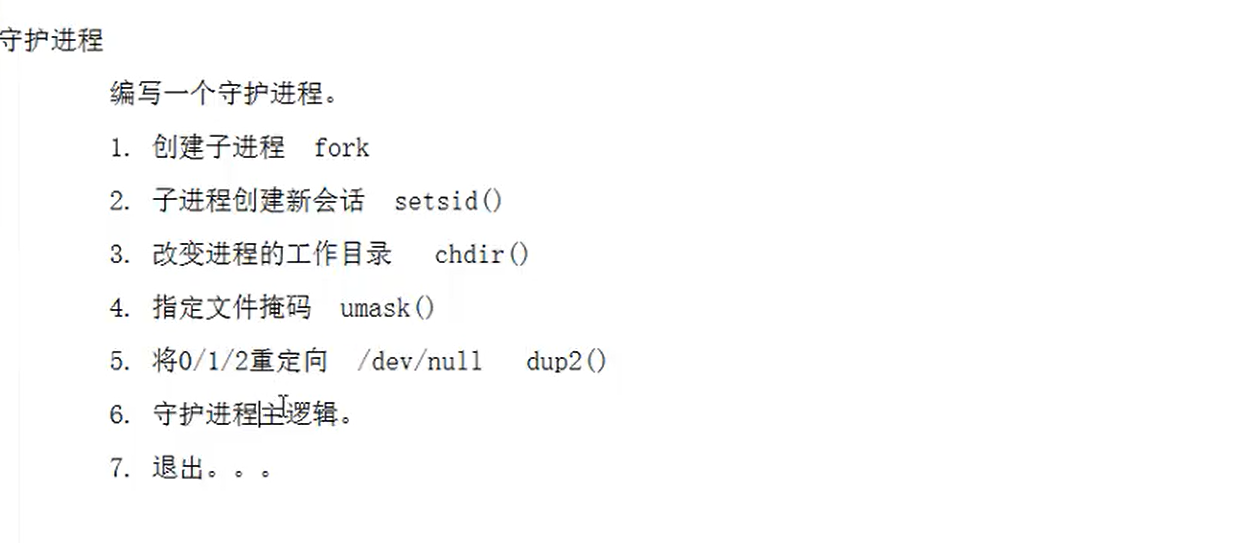 守护进程
编写一个守护进程。
1. 创建子进程 fork
2. 子进程创建新会话 setsid()
3. 改变进程的工作目录 chdir()
4. 指定文件掩码 umask()
5. 将0/1/2重定向 /dev/null dup2()
6. 守护进程主逻辑。
7. 退出。。。